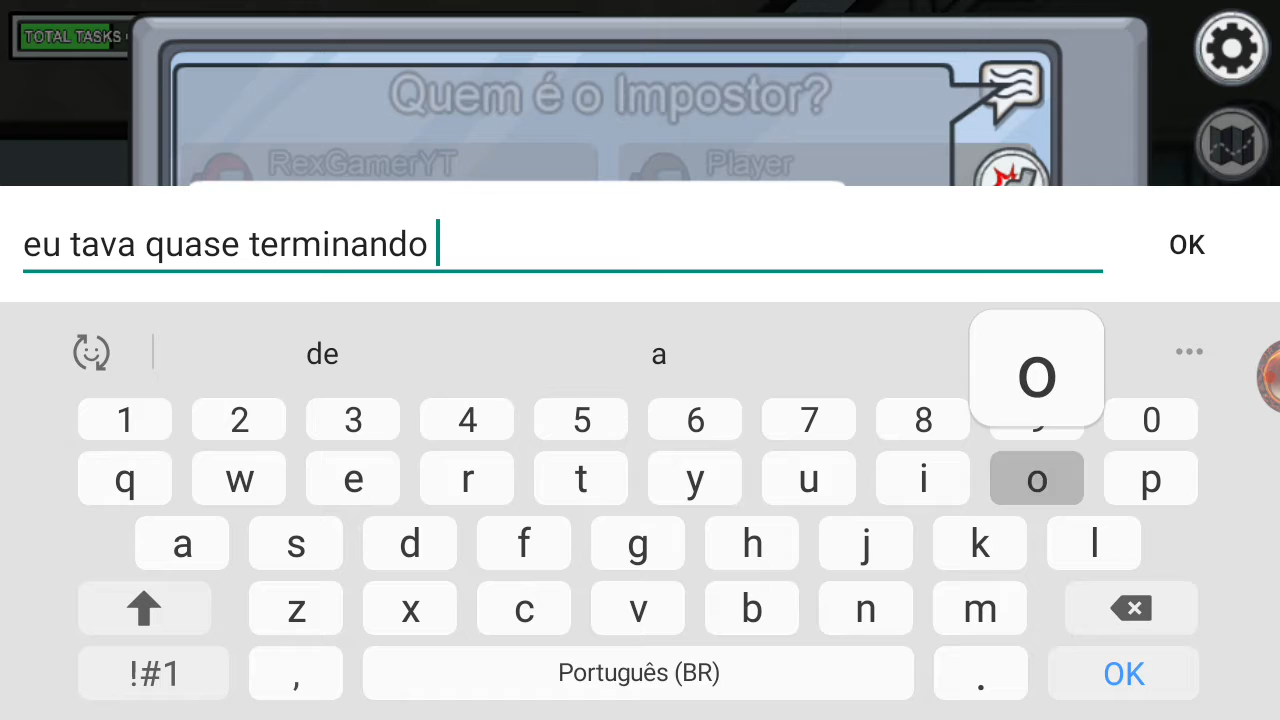 TOTAL TASKS
Quem é o Impostor?
RexGamerYT Player
eu tava quase terminando OK
de a o
1 2 3 4 5 6 7 8 9 0
q w e r t y u i o p
a s d f g h j k l
z x c v b n m
!#1 , Português (BR) . OK